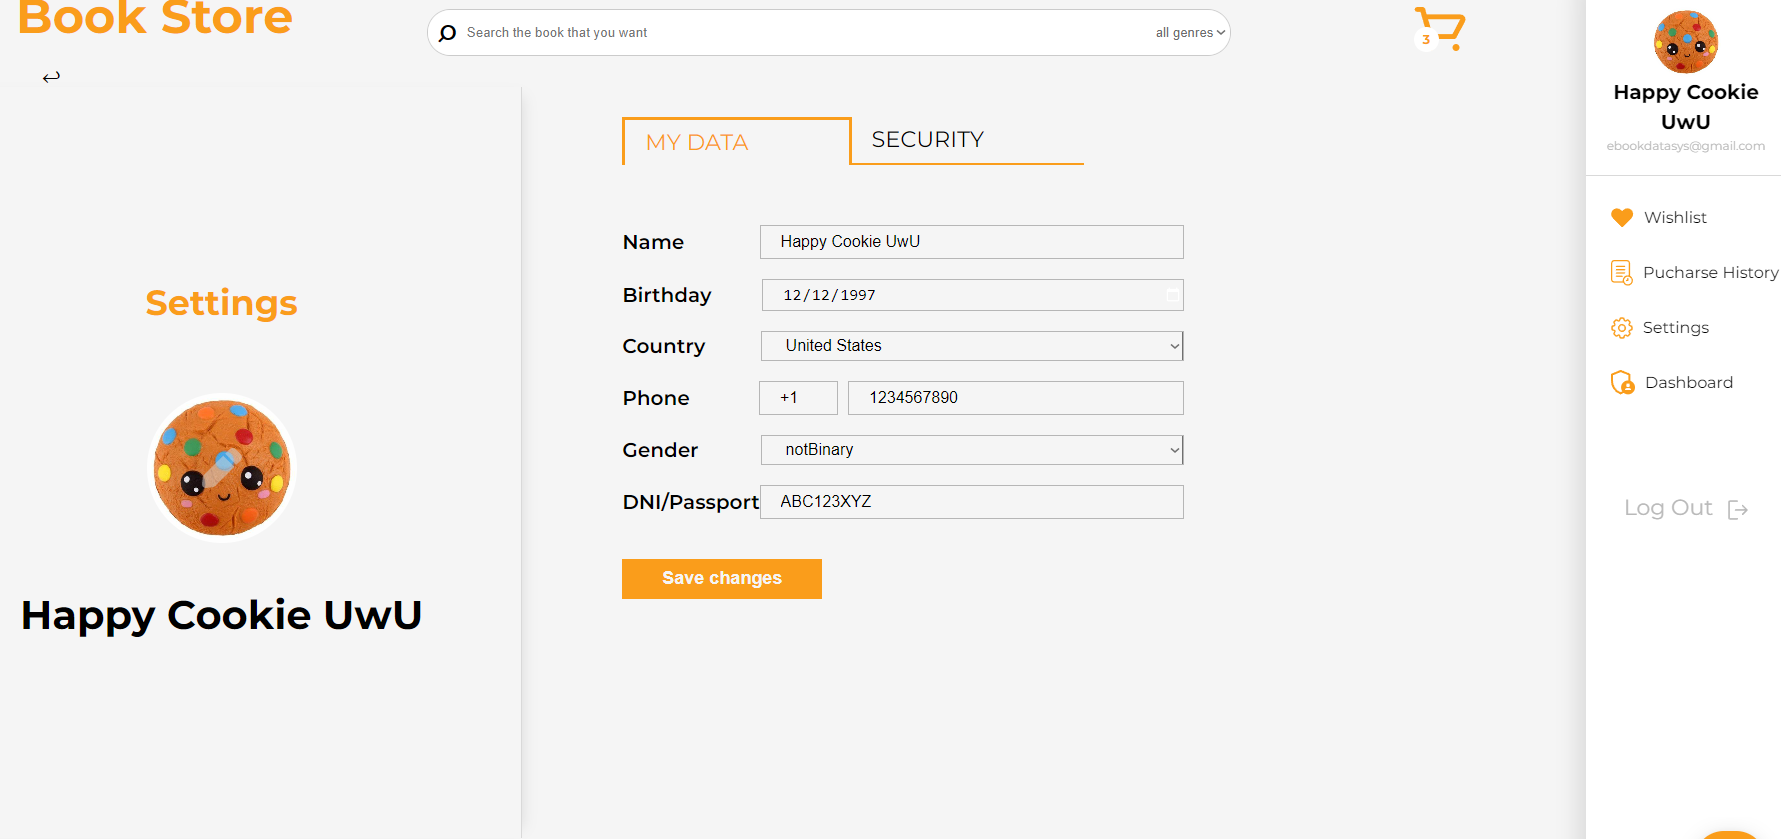 Book Store
Search the book that you want
all genres
3
Settings
Happy Cookie UwU
MY DATA
SECURITY
Name
Happy Cookie UwU
Birthday
12/12/1997
Country
United States
Phone
+1
1234567890
Gender
notBinary
DNI/Passport
ABC123XYZ
Save changes
Happy Cookie
UwU
ebookdatasys@gmail.com
Wishlist
Pucharse History
Settings
Dashboard
Log Out